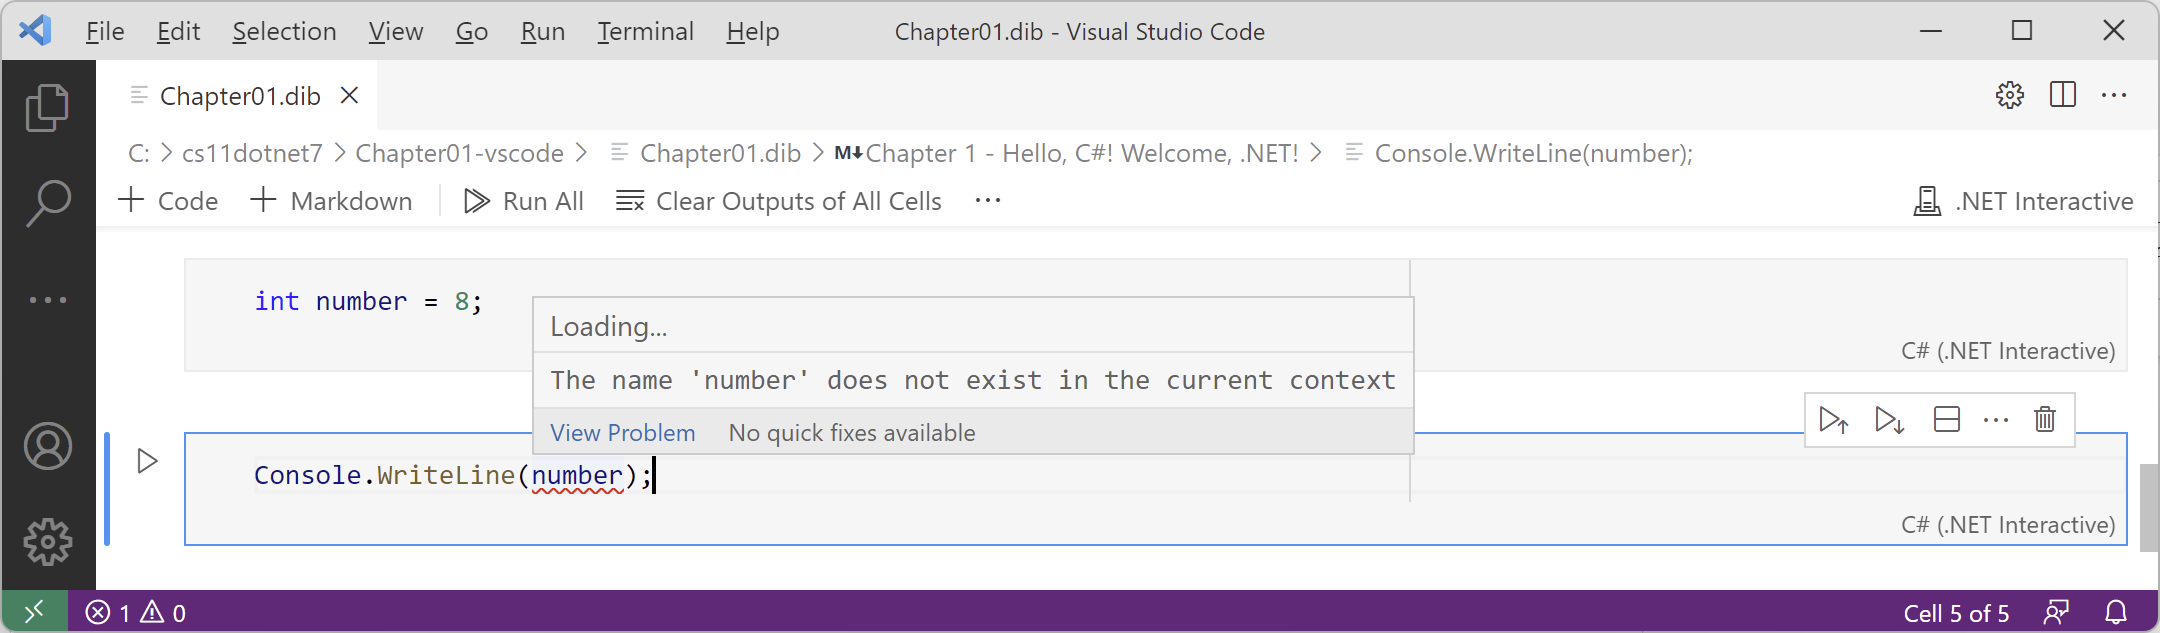 File Edit Selection View Go Run Terminal Help Chapter01.dib - Visual Studio Code
Chapter01.dib
C: > cs11dotnet7 > Chapter01-vscode > Chapter01.dib > M↓Chapter 1 - Hello, C#! Welcome, .NET! > Console.WriteLine(number);
+ Code + Markdown Run All Clear Outputs of All Cells ... .NET Interactive
int number = 8;
C# (.NET Interactive)
Loading...
The name 'number' does not exist in the current context
View Problem No quick fixes available
Console.WriteLine(number);
C# (.NET Interactive)
1 0 Cell 5 of 5